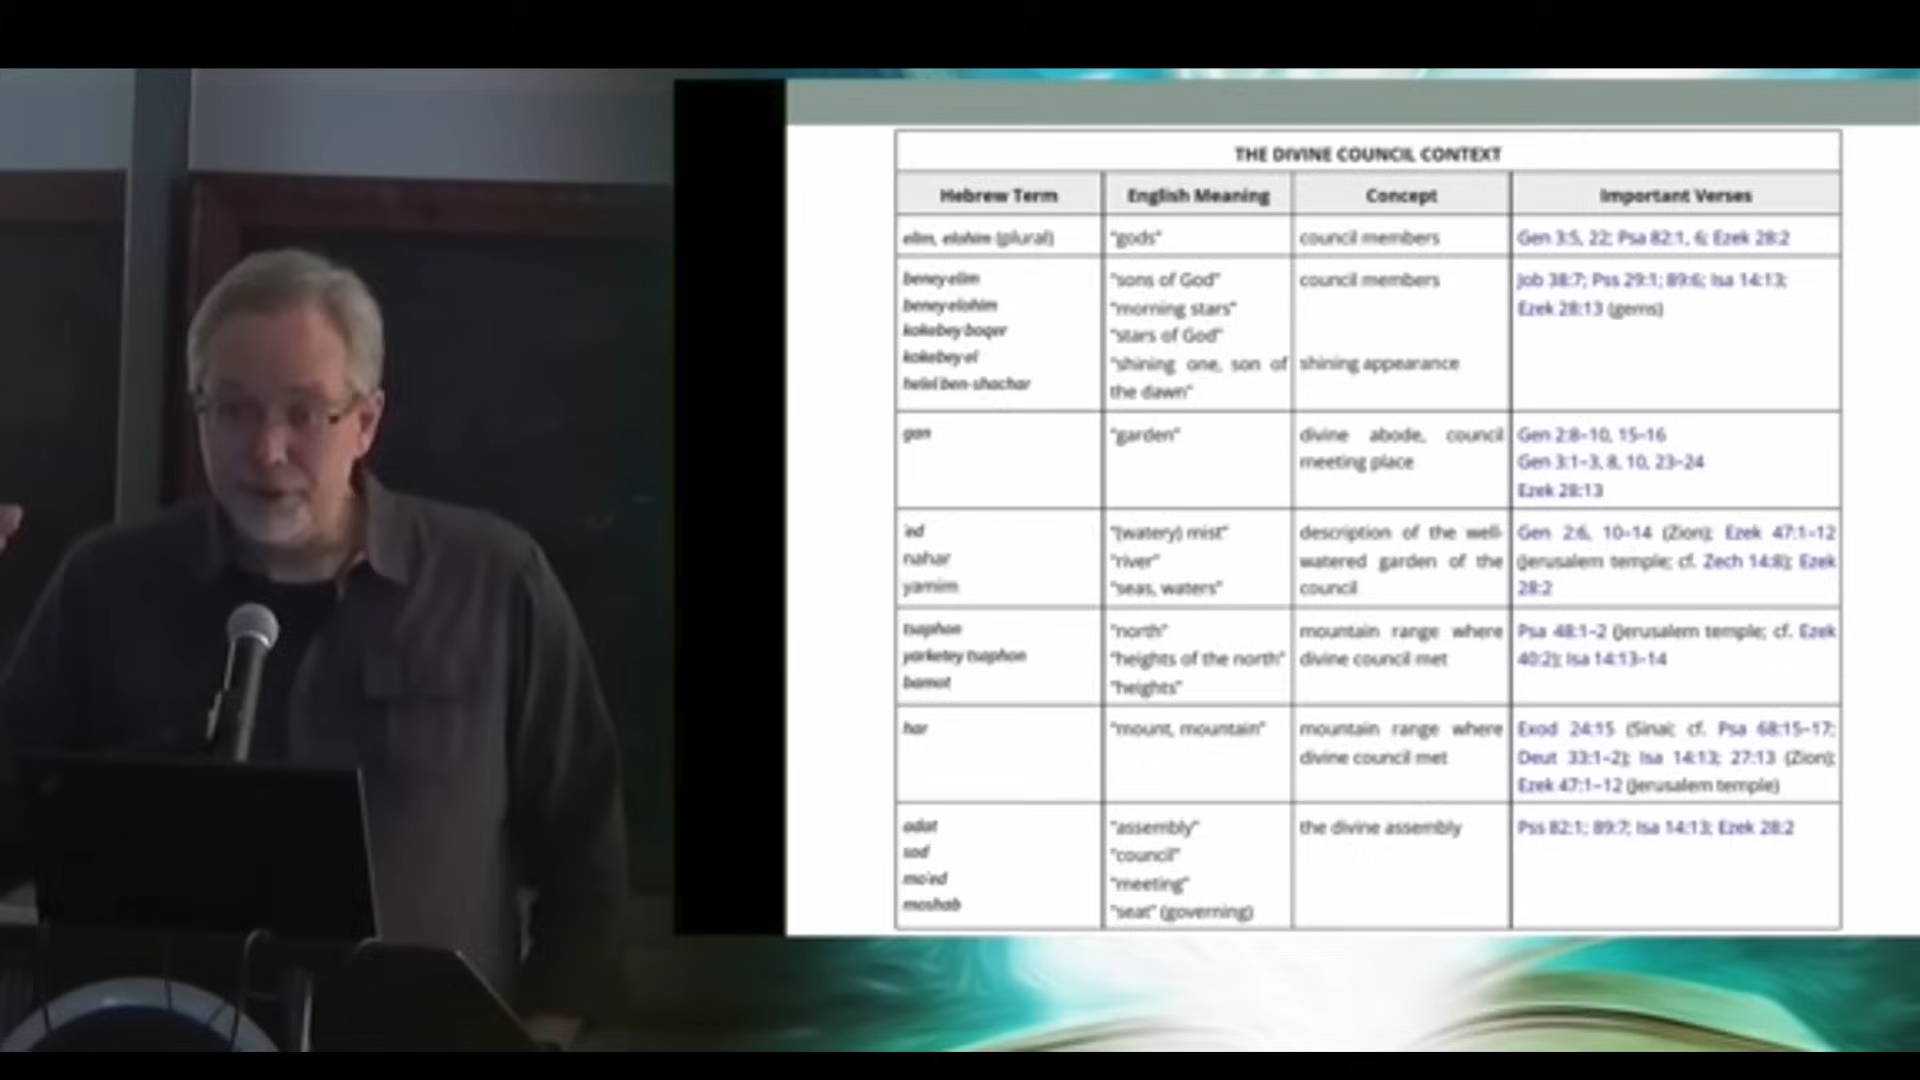 THE DIVINE COUNCIL CONTEXT
Hebrew Term English Meaning Concept Important Verses
elim, elohim (plural) "gods" council members Gen 3:5, 22; Psa 82:1, 6; Ezek 28:2
beney elim "sons of God" council members Job 38:7; Pss 29:1; 89:6; Isa 14:13;
beney elohim "morning stars" Ezek 28:13 (gems)
kokebey boqer "stars of God"
kokebey el "shining one, son of shining appearance
helel ben-shachar the dawn"
gan "garden" divine abode, council Gen 2:8–10, 15–16
meeting place Gen 3:1–3, 8, 10, 23–24
Ezek 28:13
'ed "(watery) mist" description of the well- Gen 2:6, 10–14 (Zion); Ezek 47:1–12
nahar "river" watered garden of the (Jerusalem temple; cf. Zech 14:8); Ezek
yamim "seas, waters" council 28:2
tsaphon "north" mountain range where Psa 48:1–2 (Jerusalem temple; cf. Ezek
yarketey tsaphon "heights of the north" divine council met 40:2); Isa 14:13–14
bamot "heights"
har "mount, mountain" mountain range where Exod 24:15 (Sinai; cf. Psa 68:15–17;
divine council met Deut 33:1–2); Isa 14:13; 27:13 (Zion);
Ezek 47:1–12 (Jerusalem temple)
adat "assembly" the divine assembly Pss 82:1; 89:7; Isa 14:13; Ezek 28:2
sod "council"
mo'ed "meeting"
moshab "seat" (governing)